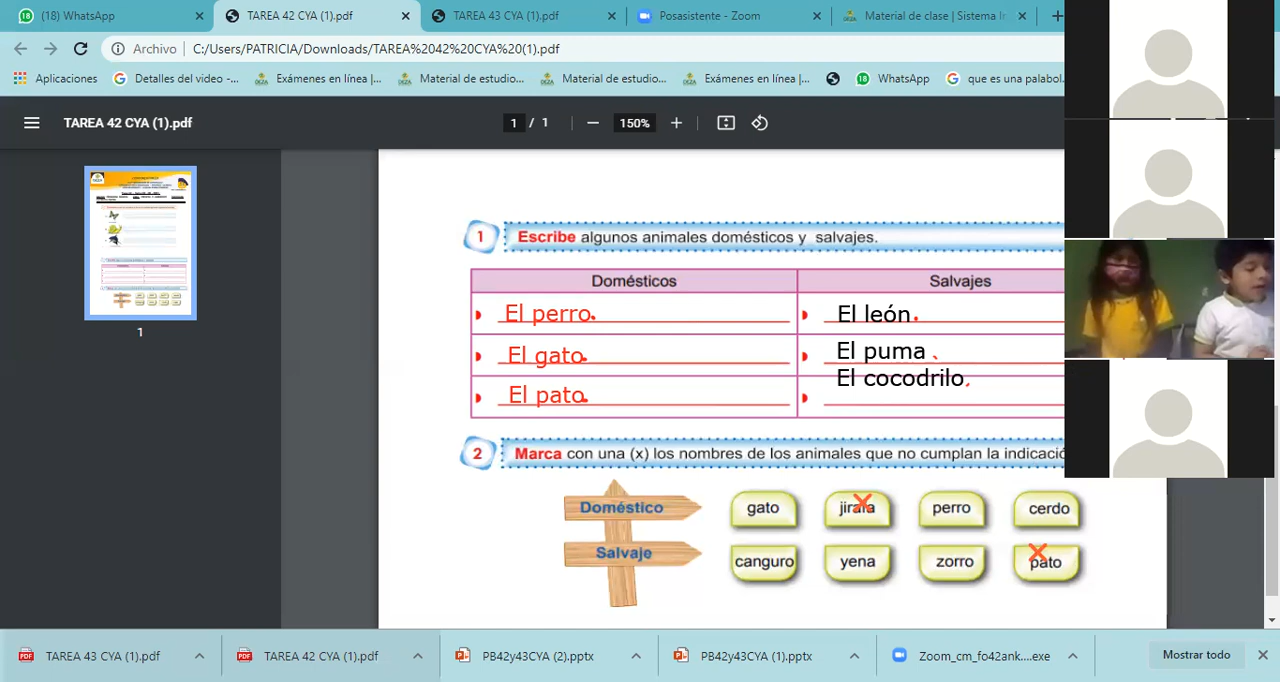 (18) WhatsApp
TAREA 42 CYA (1).pdf
TAREA 43 CYA (1).pdf
Posasistente - Zoom
Material de clase | Sistema In
Archivo C:/Users/PATRICIA/Downloads/TAREA%2042%20CYA%20(1).pdf
Aplicaciones Detalles del video -... Exámenes en línea |... Material de estudio... Material de estudio... Exámenes en línea |... WhatsApp que es una palabol.
TAREA 42 CYA (1).pdf 1 / 1 150%
1
1 Escribe algunos animales domésticos y salvajes.
Domésticos Salvajes
El perro. El león.
El gato. El puma.
El pato. El cocodrilo.
2 Marca con una (x) los nombres de los animales que no cumplan la indicació
Doméstico gato jirafa perro cerdo
Salvaje canguro yena zorro pato
TAREA 43 CYA (1).pdf TAREA 42 CYA (1).pdf PB42y43CYA (2).pptx PB42y43CYA (1).pptx Zoom_cm_fo42ank....exe Mostrar todo